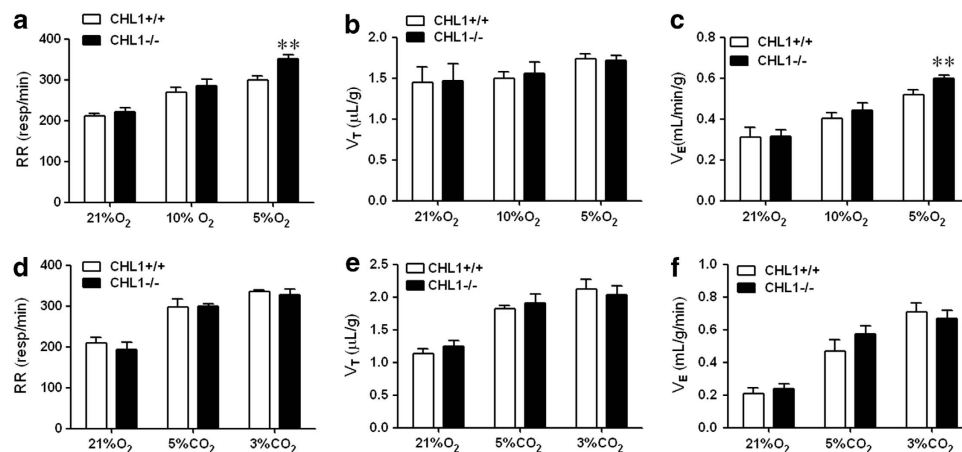 a
CHL1+/+
CHL1-/-
**
RR (resp/min)
400
300
200
100
0
21%O2
10% O2
5%O2
b
CHL1+/+
CHL1-/-
VT (μL/g)
2.0
1.5
1.0
0.5
0.0
21%O2
10%O2
5%O2
c
CHL1+/+
CHL1-/-
**
VE(mL/min/g)
0.8
0.6
0.4
0.2
0.0
21%O2
10%O2
5%O2
d
CHL1+/+
CHL1-/-
RR (resp/min)
400
300
200
100
0
21%O2
5%CO2
3%CO2
e
CHL1+/+
CHL1-/-
VT (μL/g)
2.5
2.0
1.5
1.0
0.5
0.0
21%O2
5%CO2
3%CO2
f
CHL1+/+
CHL1-/-
VE (mL/g/min)
1.0
0.8
0.6
0.4
0.2
0.0
21%O2
5%CO2
3%CO2